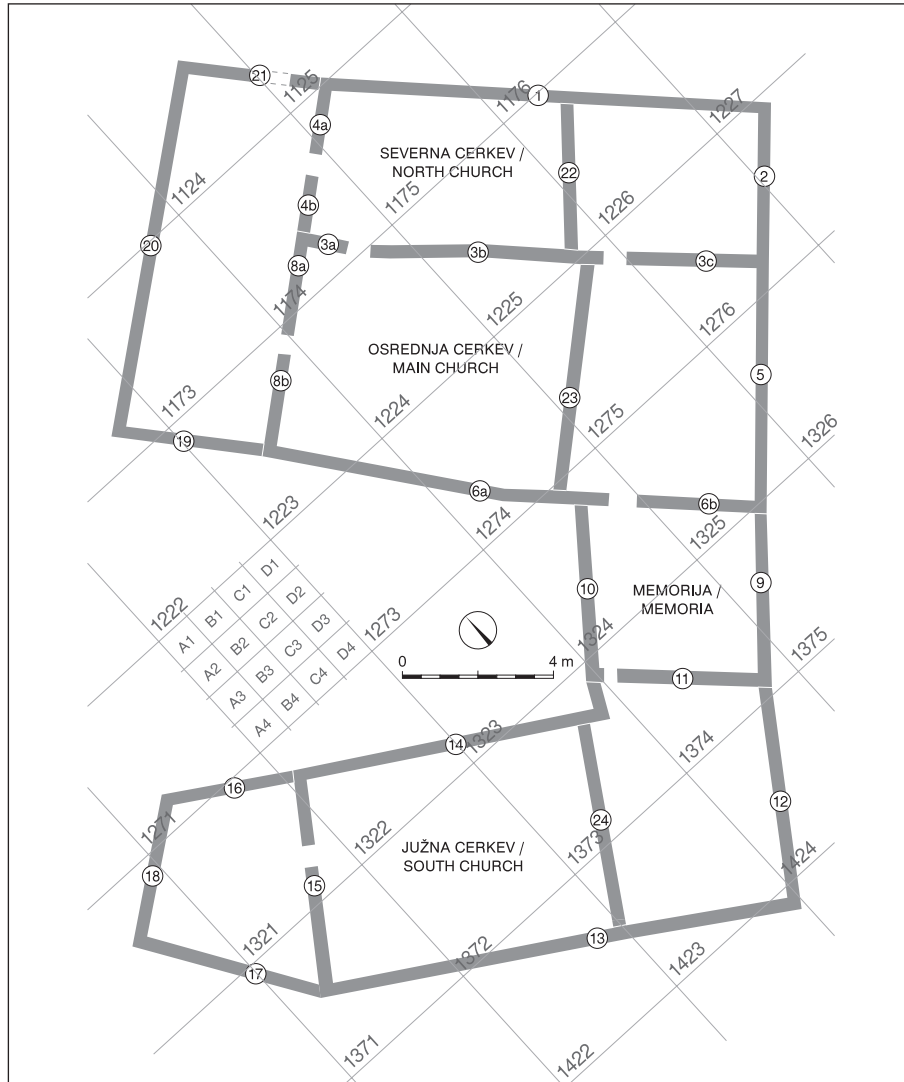 21
1125
1
1176
1227
4a
SEVERNA CERKEV /
NORTH CHURCH
22
2
1124
1175
4b
1226
20
3a
3b
3c
8a
1174
1225
1276
OSREDNJA CERKEV /
MAIN CHURCH
8b
5
1173
1224
23
1275
1326
19
6a
6b
1223
1274
1325
D1
C1
B1
A1
D2
C2
B2
A2
D3
C3
B3
A3
D4
C4
B4
A4
1222
1273
10
MEMORIJA /
MEMORIA
9
1324
1375
0
4 m
11
14
1323
1374
16
12
1271
1322
24
1373
JUŽNA CERKEV /
SOUTH CHURCH
1424
18
15
1321
1372
13
1423
17
1371
1422